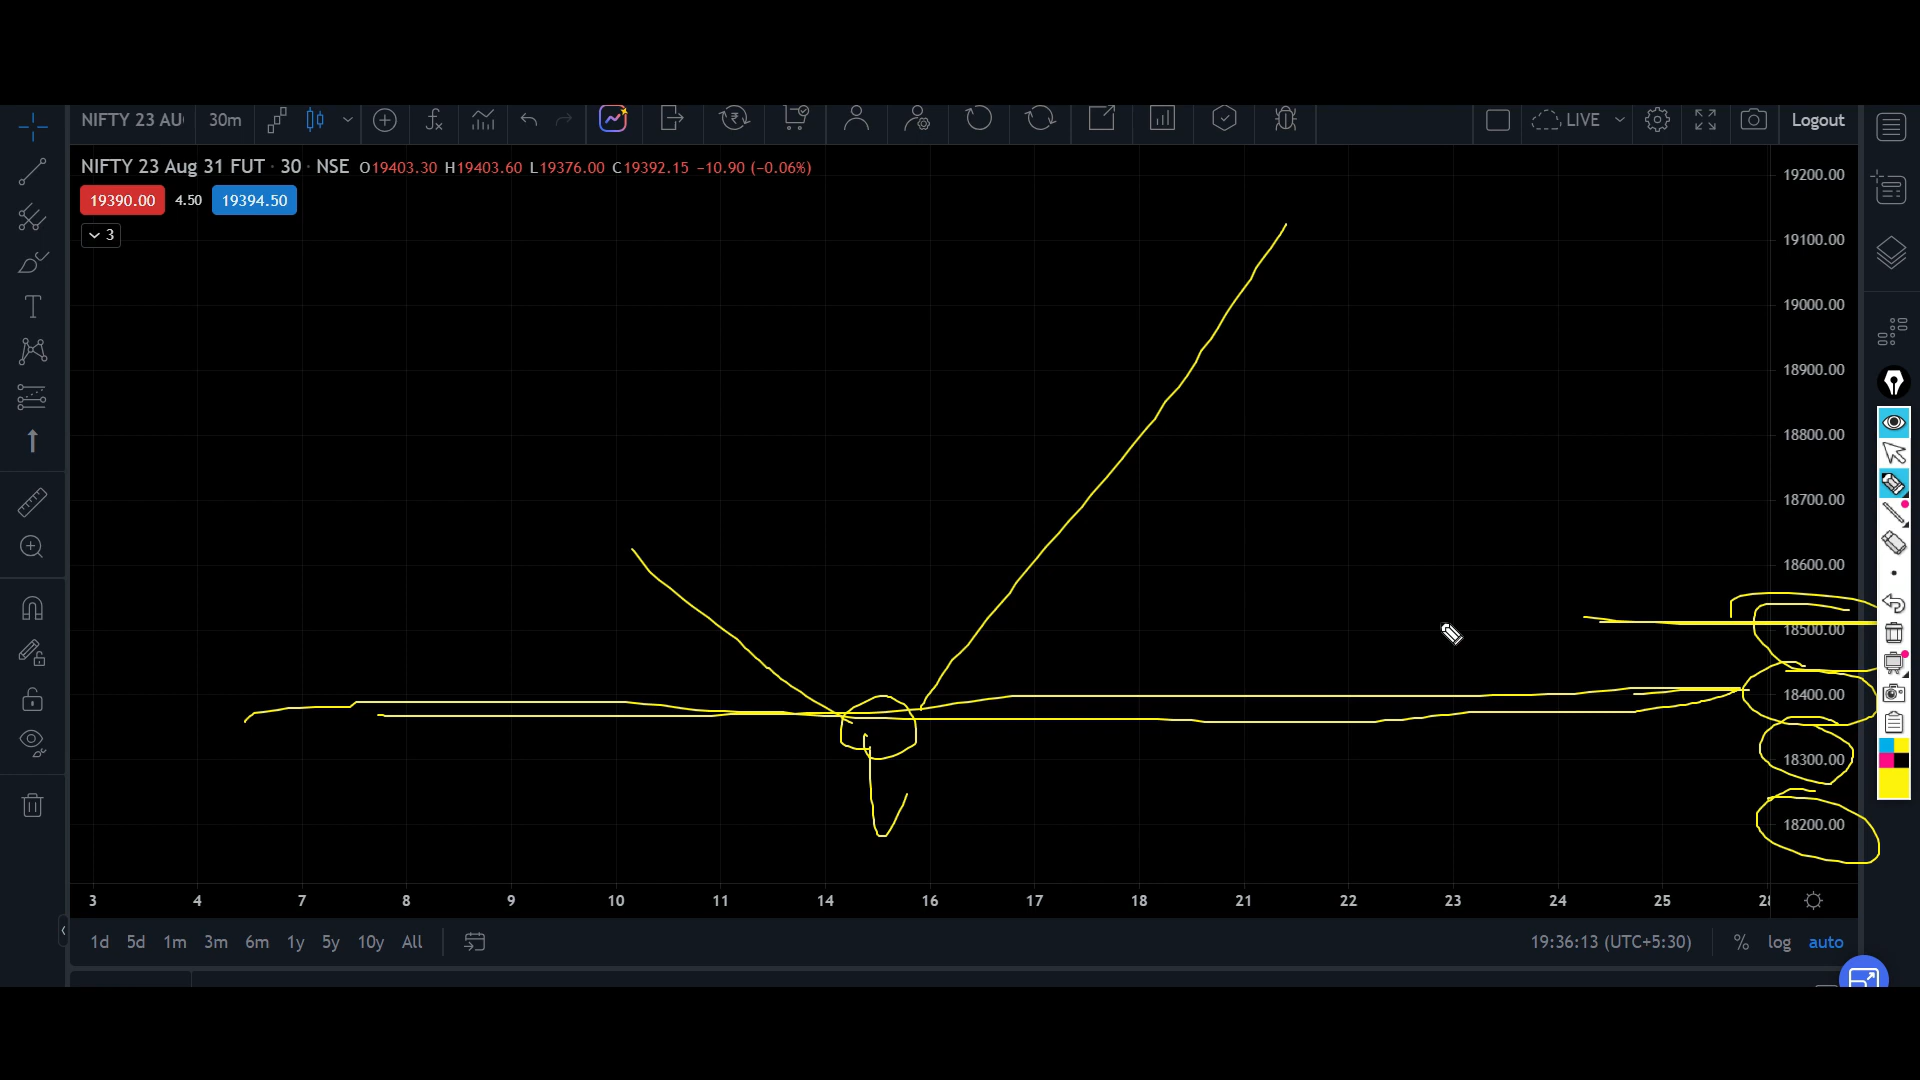 NIFTY 23 AU 30m LIVE Logout
NIFTY 23 Aug 31 FUT · 30 · NSE O19403.30 H19403.60 L19376.00 C19392.15 −10.90 (−0.06%)
19390.00 4.50 19394.50
3
19200.00
19100.00
19000.00
18900.00
18800.00
18700.00
18600.00
18500.00
18400.00
18300.00
18200.00
3 4 7 8 9 10 11 14 16 17 18 21 22 23 24 25 28
1d 5d 1m 3m 6m 1y 5y 10y All 19:36:13 (UTC+5:30) % log auto